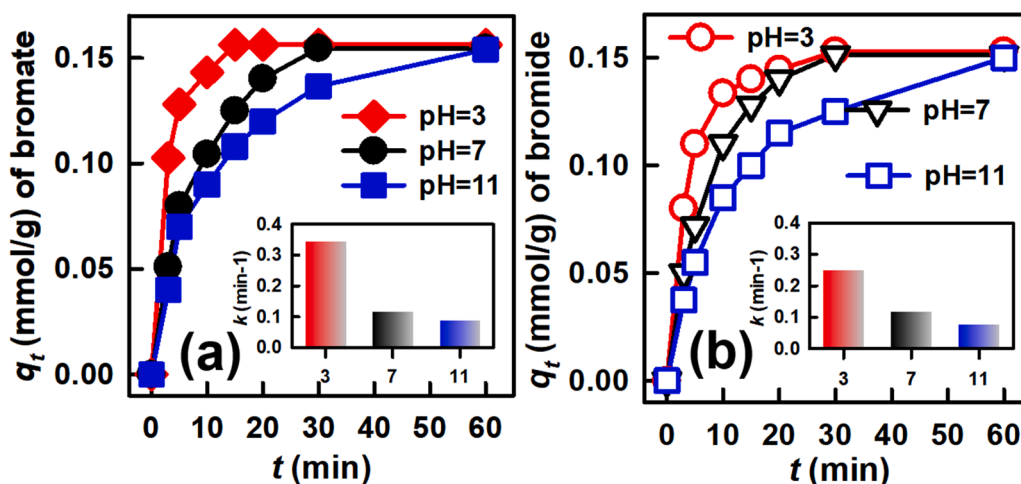 qt (mmol/g) of bromate
0.15
0.10
0.05
0.00
pH=3
pH=7
pH=11
k (min-1)
0.4
0.3
0.2
0.1
0.0
3 7 11
(a)
0 10 20 30 40 50 60
t (min)
qt (mmol/g) of bromide
0.15
0.10
0.05
0.00
pH=3
pH=7
pH=11
k (min-1)
0.4
0.3
0.2
0.1
0.0
3 7 11
(b)
0 10 20 30 40 50 60
t (min)